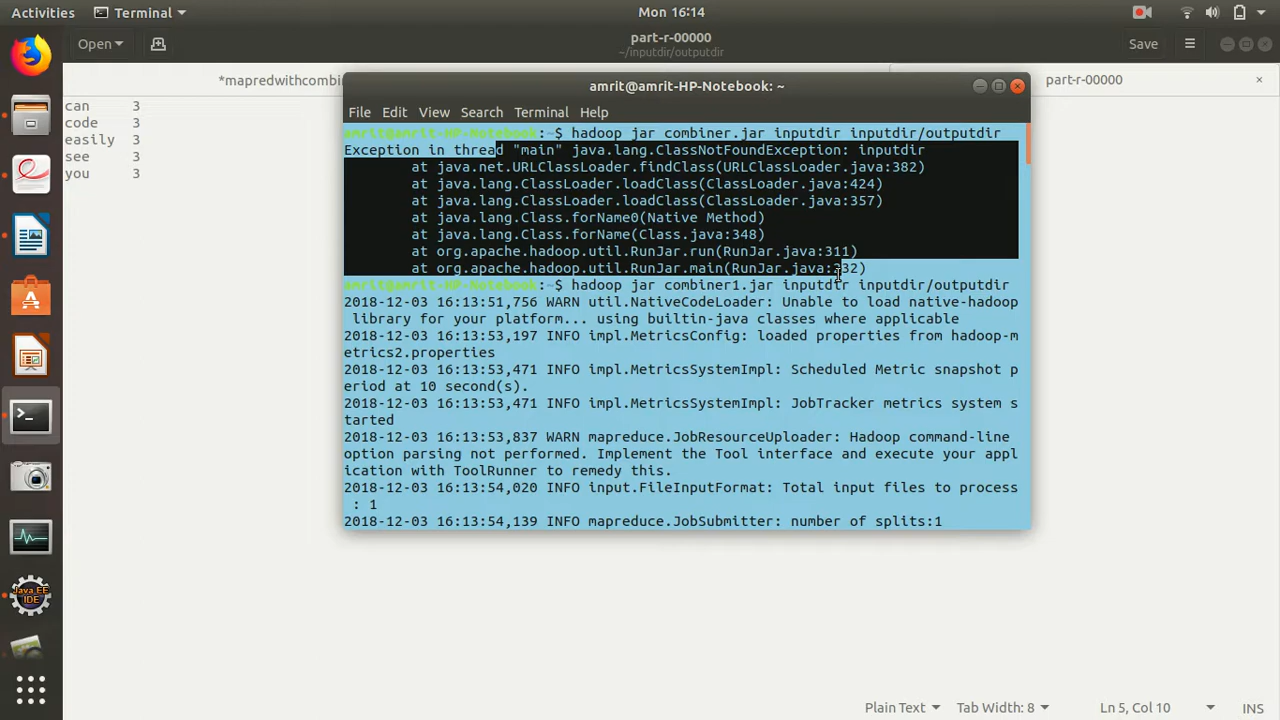 Activities Terminal Mon 16:14
Open part-r-00000 Save
~/inputdir/outputdir
*mapredwithcombin part-r-00000 ×
can 3
code 3
easily 3
see 3
you 3
amrit@amrit-HP-Notebook: ~
File Edit View Search Terminal Help
amrit@amrit-HP-Notebook:~$ hadoop jar combiner.jar inputdir inputdir/outputdir
Exception in thread "main" java.lang.ClassNotFoundException: inputdir
at java.net.URLClassLoader.findClass(URLClassLoader.java:382)
at java.lang.ClassLoader.loadClass(ClassLoader.java:424)
at java.lang.ClassLoader.loadClass(ClassLoader.java:357)
at java.lang.Class.forName0(Native Method)
at java.lang.Class.forName(Class.java:348)
at org.apache.hadoop.util.RunJar.run(RunJar.java:311)
at org.apache.hadoop.util.RunJar.main(RunJar.java:232)
amrit@amrit-HP-Notebook:~$ hadoop jar combiner1.jar inputdir inputdir/outputdir
2018-12-03 16:13:51,756 WARN util.NativeCodeLoader: Unable to load native-hadoop
library for your platform... using builtin-java classes where applicable
2018-12-03 16:13:53,197 INFO impl.MetricsConfig: loaded properties from hadoop-m
etrics2.properties
2018-12-03 16:13:53,471 INFO impl.MetricsSystemImpl: Scheduled Metric snapshot p
eriod at 10 second(s).
2018-12-03 16:13:53,471 INFO impl.MetricsSystemImpl: JobTracker metrics system s
tarted
2018-12-03 16:13:53,837 WARN mapreduce.JobResourceUploader: Hadoop command-line
option parsing not performed. Implement the Tool interface and execute your appl
ication with ToolRunner to remedy this.
2018-12-03 16:13:54,020 INFO input.FileInputFormat: Total input files to process
: 1
2018-12-03 16:13:54,139 INFO mapreduce.JobSubmitter: number of splits:1
Java EE
IDE
Plain Text Tab Width: 8 Ln 5, Col 10 INS